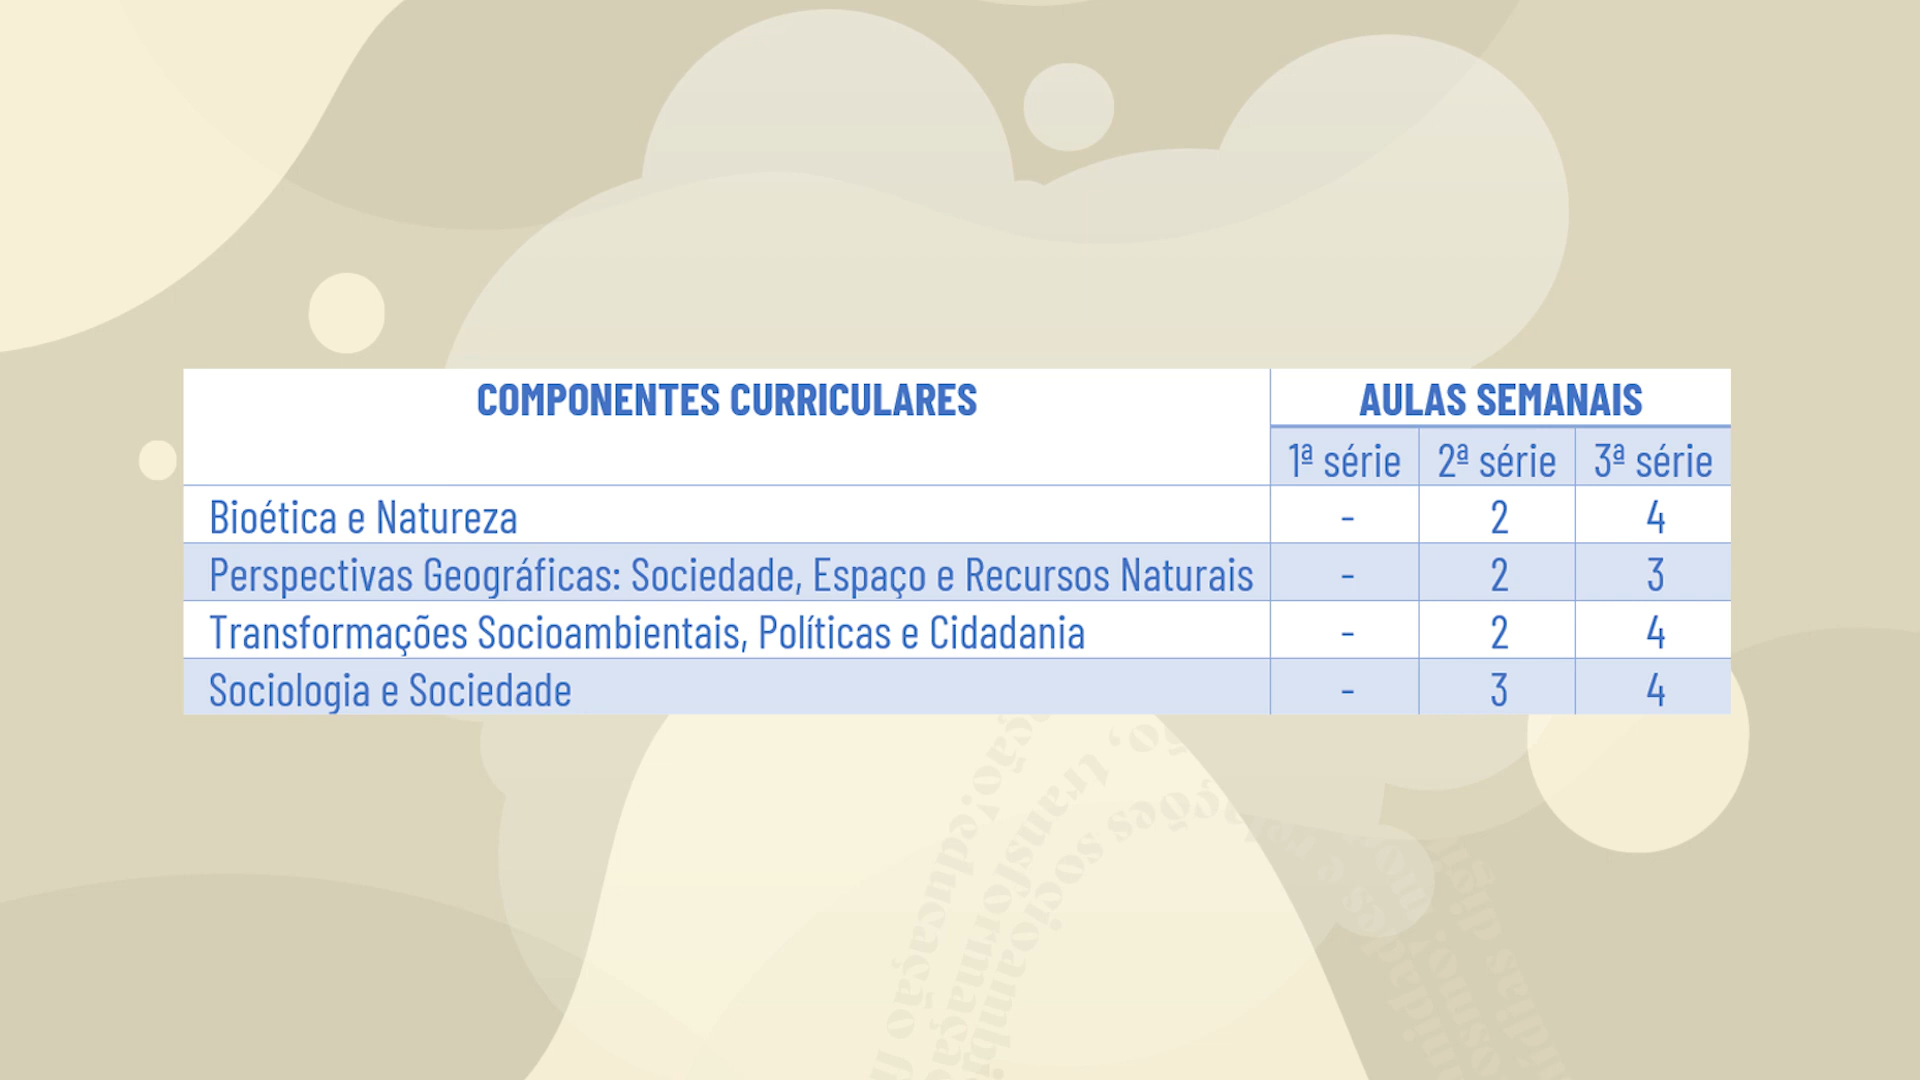 COMPONENTES CURRICULARES AULAS SEMANAIS
1ª série 2ª série 3ª série
Bioética e Natureza - 2 4
Perspectivas Geográficas: Sociedade, Espaço e Recursos Naturais - 2 3
Transformações Socioambientais, Políticas e Cidadania - 2 4
Sociologia e Sociedade - 3 4